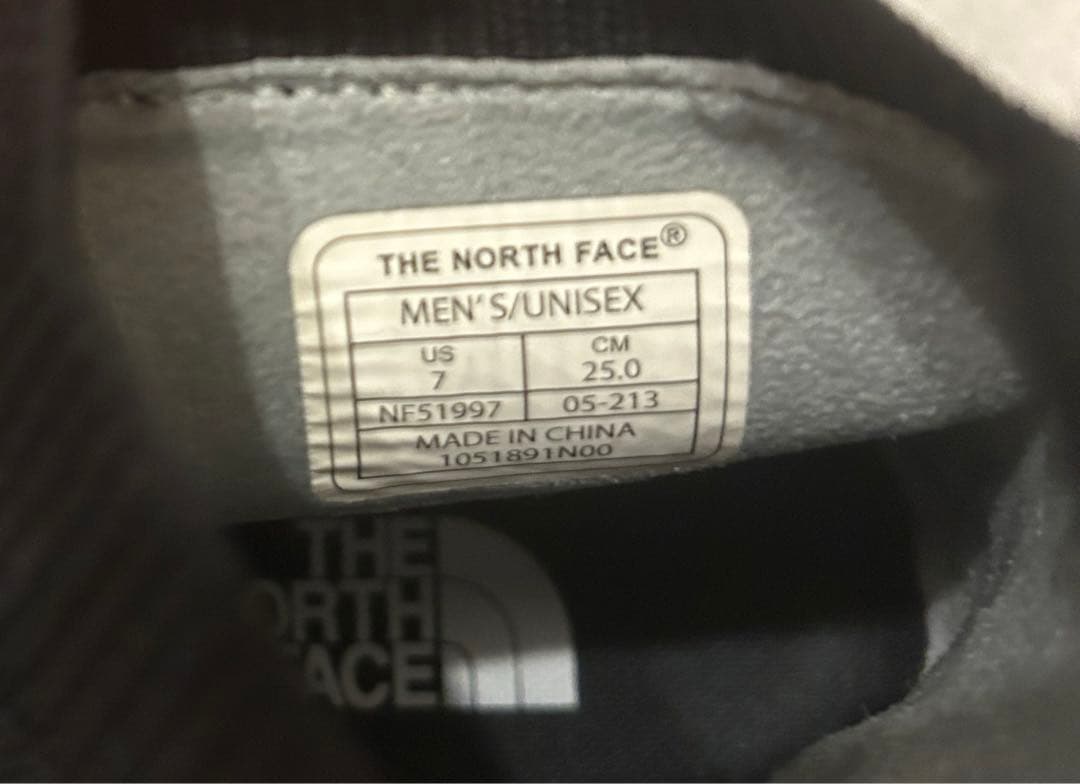 THE NORTH FACE®
MEN'S/UNISEX
US CM
7 25.0
NF51997 05-213
MADE IN CHINA
1051891N00
THE
ORTH
ACE